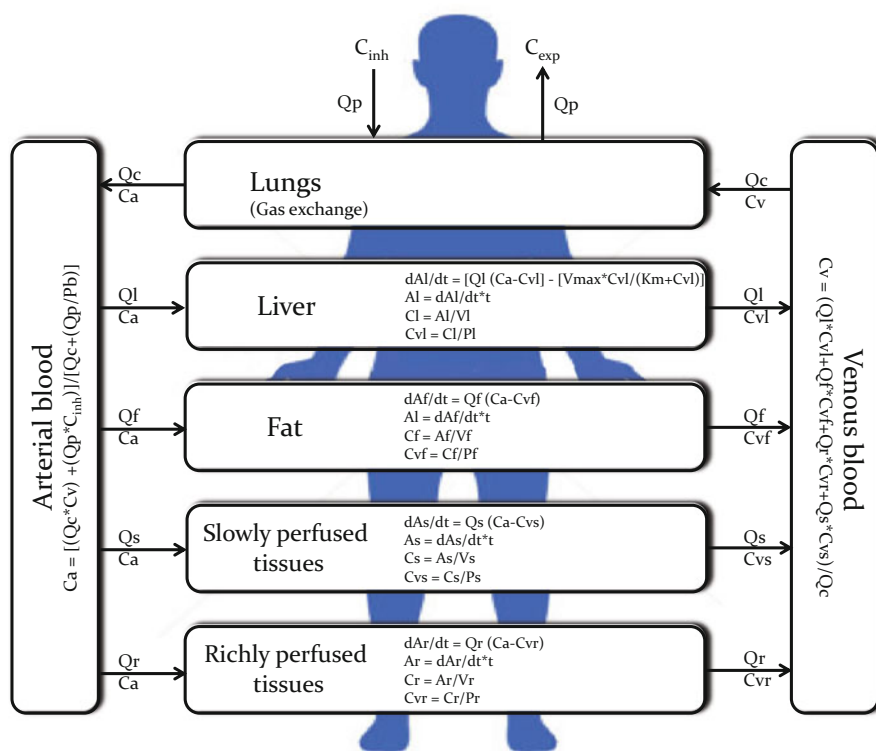 C_inh
C_exp
Qp
Qp
Lungs
(Gas exchange)
Qc
Ca
Qc
Cv
Arterial blood
Ca = [(Qc*Cv) +(Qp*C_inh)]/[Qc+(Qp/Pb)]
Venous blood
Cv = (Ql*Cvl+Qf*Cvf+Qr*Cvr+Qs*Cvs)/Qc
Ql
Ca
Liver
dAl/dt = [Ql (Ca-Cvl] - [Vmax*Cvl/(Km+Cvl)]
Al = dAl/dt*t
Cl = Al/Vl
Cvl = Cl/Pl
Ql
Cvl
Qf
Ca
Fat
dAf/dt = Qf (Ca-Cvf)
Al = dAf/dt*t
Cf = Af/Vf
Cvf = Cf/Pf
Qf
Cvf
Qs
Ca
Slowly perfused
tissues
dAs/dt = Qs (Ca-Cvs)
As = dAs/dt*t
Cs = As/Vs
Cvs = Cs/Ps
Qs
Cvs
Qr
Ca
Richly perfused
tissues
dAr/dt = Qr (Ca-Cvr)
Ar = dAr/dt*t
Cr = Ar/Vr
Cvr = Cr/Pr
Qr
Cvr